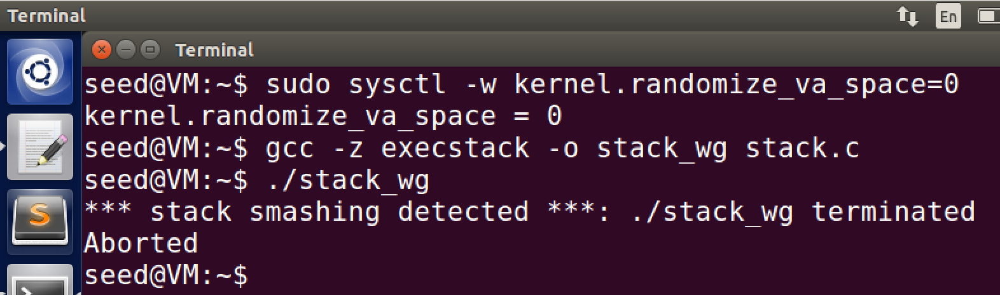 Terminal
En
Terminal
seed@VM:~$ sudo sysctl -w kernel.randomize_va_space=0
kernel.randomize_va_space = 0
seed@VM:~$ gcc -z execstack -o stack_wg stack.c
seed@VM:~$ ./stack_wg
*** stack smashing detected ***: ./stack_wg terminated
Aborted
seed@VM:~$